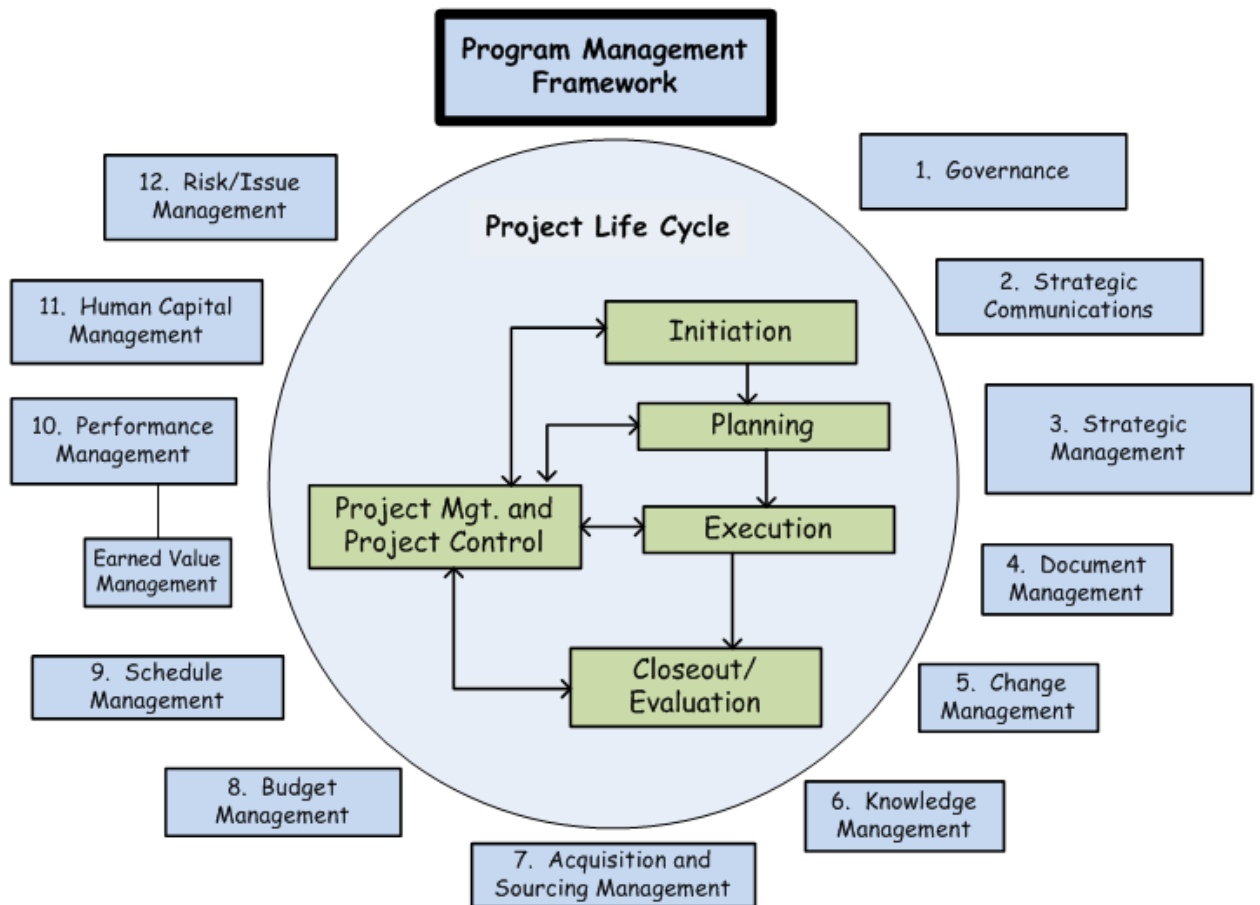 Program Management
Framework
12. Risk/Issue
Management
1. Governance
Project Life Cycle
11. Human Capital
Management
2. Strategic
Communications
Initiation
10. Performance
Management
Planning
3. Strategic
Management
Project Mgt. and
Project Control
Execution
Earned Value
Management
4. Document
Management
9. Schedule
Management
Closeout/
Evaluation
5. Change
Management
8. Budget
Management
6. Knowledge
Management
7. Acquisition and
Sourcing Management